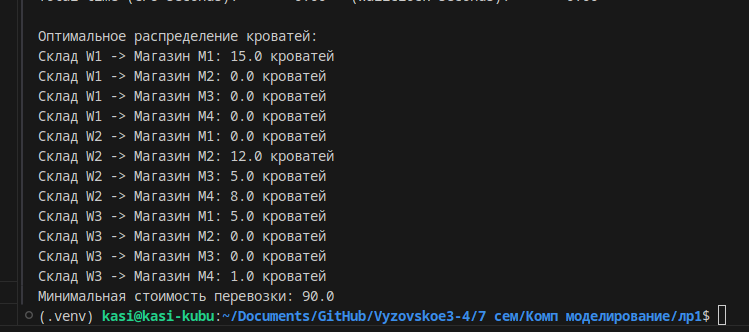 Оптимальное распределение кроватей:
Склад W1 -> Магазин M1: 15.0 кроватей
Склад W1 -> Магазин M2: 0.0 кроватей
Склад W1 -> Магазин M3: 0.0 кроватей
Склад W1 -> Магазин M4: 0.0 кроватей
Склад W2 -> Магазин M1: 0.0 кроватей
Склад W2 -> Магазин M2: 12.0 кроватей
Склад W2 -> Магазин M3: 5.0 кроватей
Склад W2 -> Магазин M4: 8.0 кроватей
Склад W3 -> Магазин M1: 5.0 кроватей
Склад W3 -> Магазин M2: 0.0 кроватей
Склад W3 -> Магазин M3: 0.0 кроватей
Склад W3 -> Магазин M4: 1.0 кроватей
Минимальная стоимость перевозки: 90.0
(.venv) kasi@kasi-kubu:~/Documents/GitHub/Vyzovskoe3-4/7 сем/Комп моделирование/лр1$